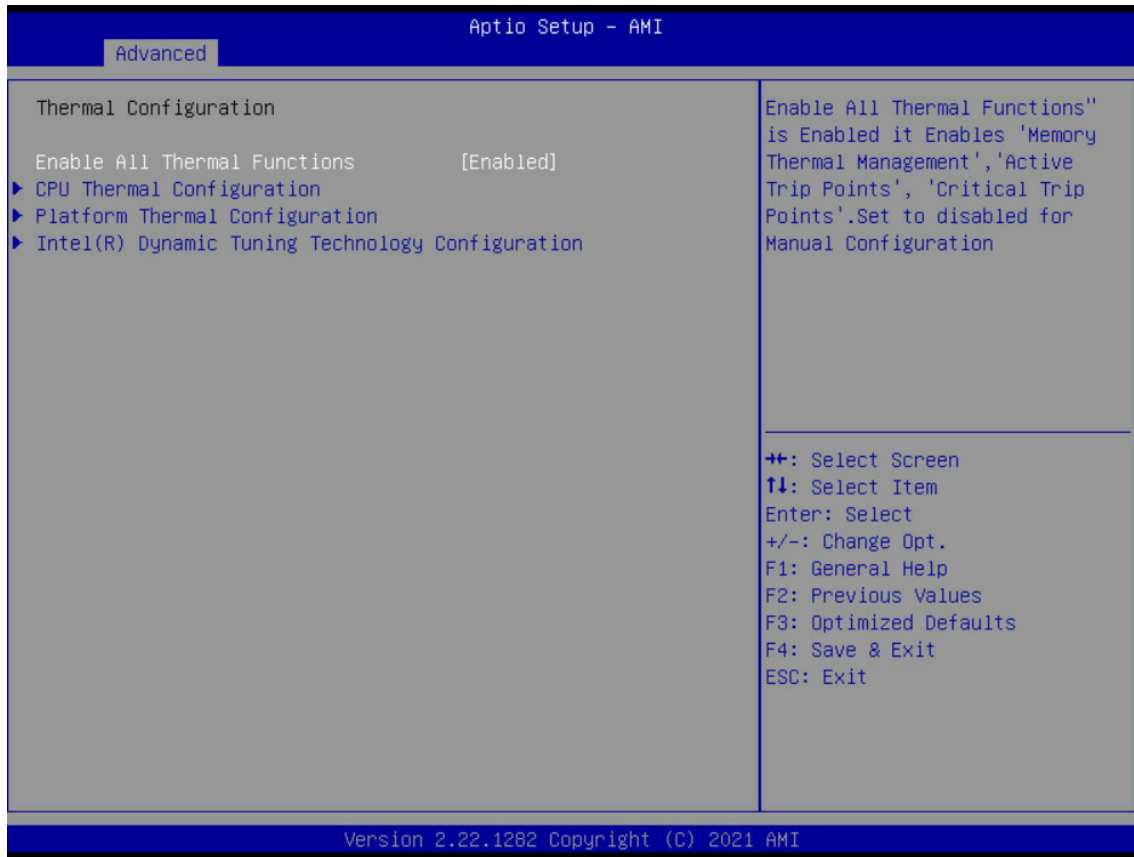 Aptio Setup – AMI
Advanced
Thermal Configuration
Enable All Thermal Functions [Enabled]
CPU Thermal Configuration
Platform Thermal Configuration
Intel(R) Dynamic Tuning Technology Configuration
Enable All Thermal Functions"
is Enabled it Enables 'Memory
Thermal Management','Active
Trip Points', 'Critical Trip
Points'.Set to disabled for
Manual Configuration
→←: Select Screen
↑↓: Select Item
Enter: Select
+/-: Change Opt.
F1: General Help
F2: Previous Values
F3: Optimized Defaults
F4: Save & Exit
ESC: Exit
Version 2.22.1282 Copyright (C) 2021 AMI